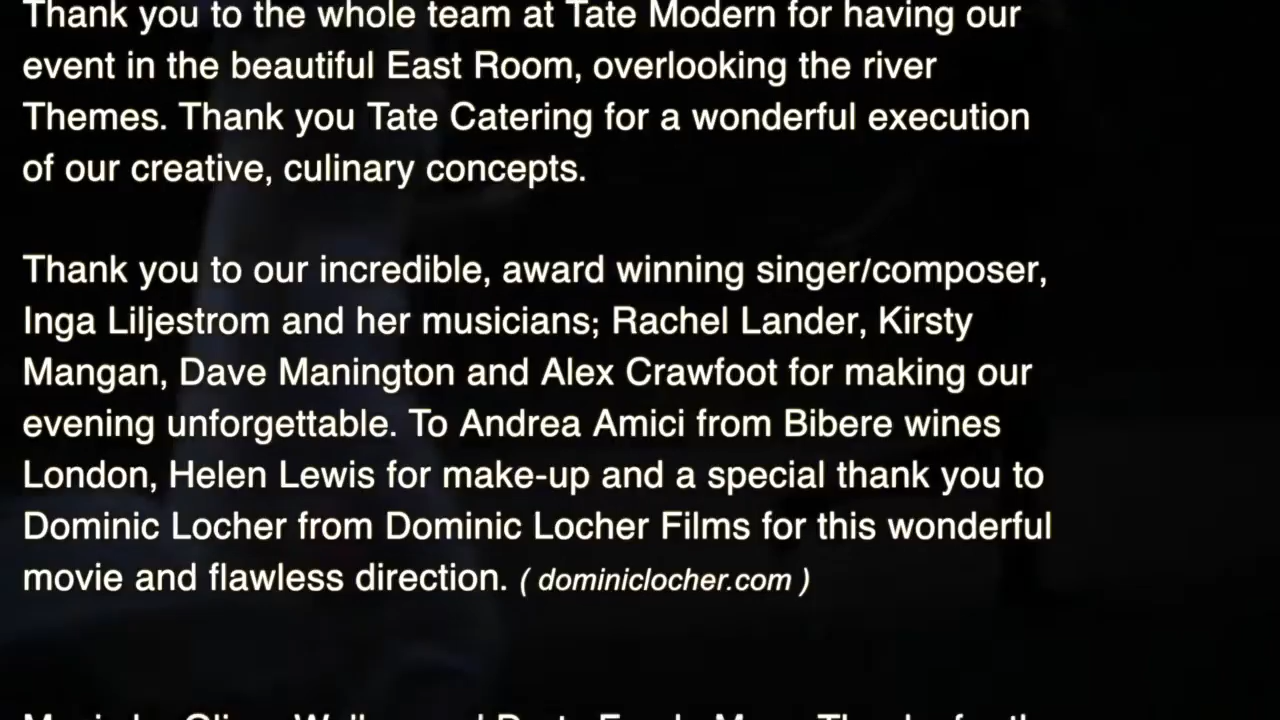 Thank you to the whole team at Tate Modern for having our
event in the beautiful East Room, overlooking the river
Themes. Thank you Tate Catering for a wonderful execution
of our creative, culinary concepts.
Thank you to our incredible, award winning singer/composer,
Inga Liljestrom and her musicians; Rachel Lander, Kirsty
Mangan, Dave Manington and Alex Crawfoot for making our
evening unforgettable. To Andrea Amici from Bibere wines
London, Helen Lewis for make-up and a special thank you to
Dominic Locher from Dominic Locher Films for this wonderful
movie and flawless direction. ( dominiclocher.com )